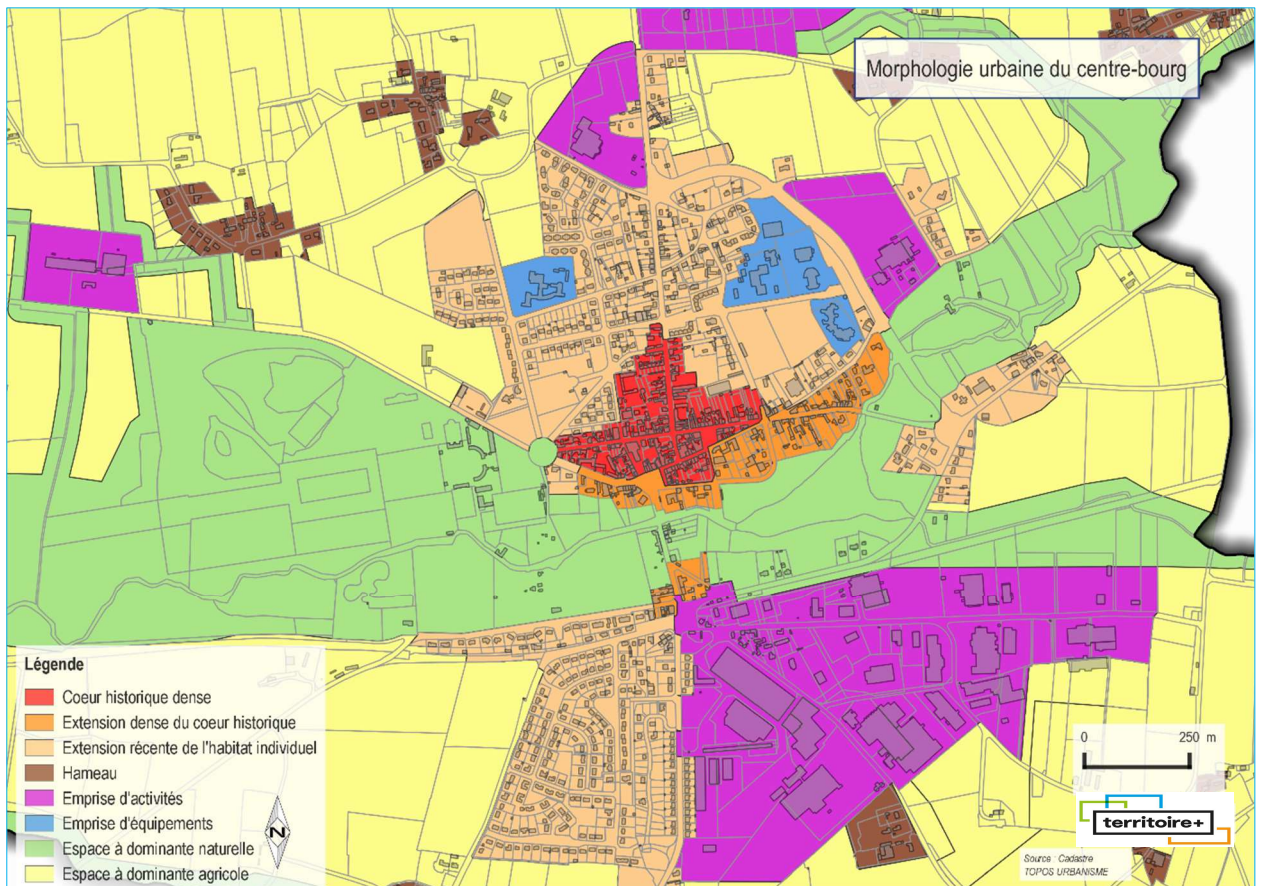 Morphologie urbaine du centre-bourg
Légende
Coeur historique dense
Extension dense du coeur historique
Extension récente de l'habitat individuel
Hameau
Emprise d'activités
Emprise d'équipements
Espace à dominante naturelle
Espace à dominante agricole
N
0 250 m
territoire+
Source : Cadastre
TOPOS URBANISME